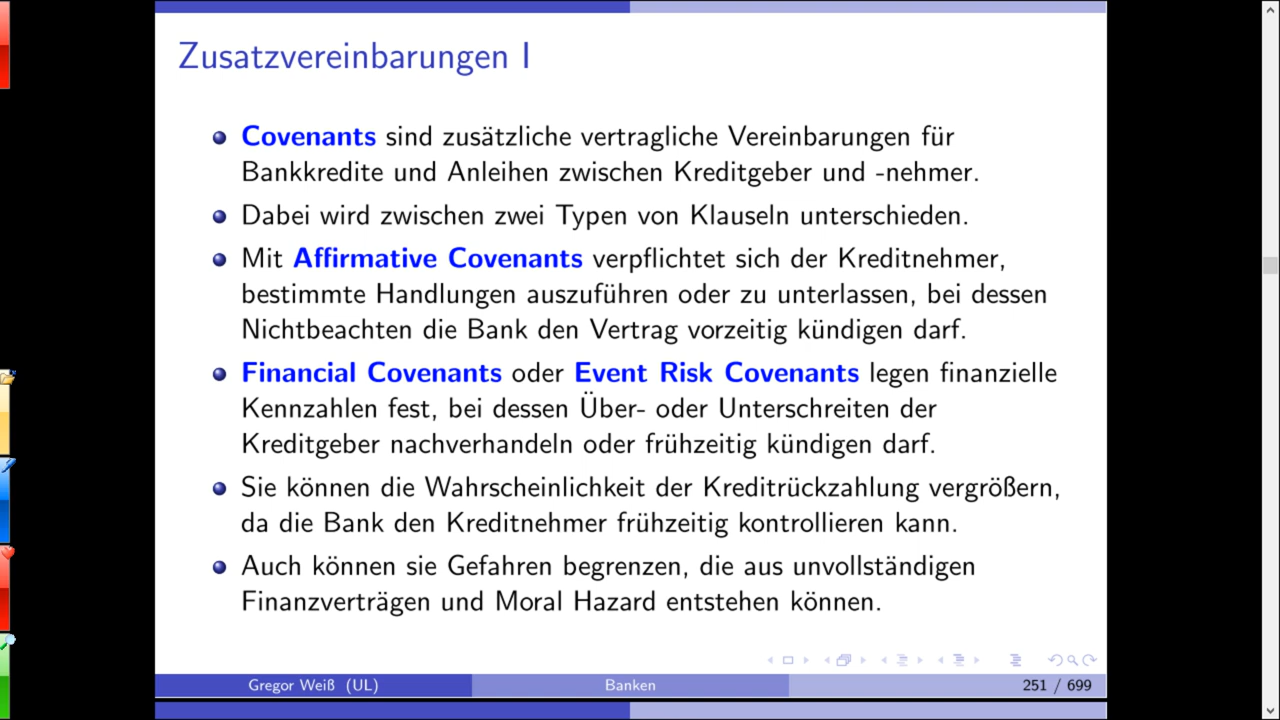 Zusatzvereinbarungen I
Covenants sind zusätzliche vertragliche Vereinbarungen für
Bankkredite und Anleihen zwischen Kreditgeber und -nehmer.
Dabei wird zwischen zwei Typen von Klauseln unterschieden.
Mit Affirmative Covenants verpflichtet sich der Kreditnehmer,
bestimmte Handlungen auszuführen oder zu unterlassen, bei dessen
Nichtbeachten die Bank den Vertrag vorzeitig kündigen darf.
Financial Covenants oder Event Risk Covenants legen finanzielle
Kennzahlen fest, bei dessen Über- oder Unterschreiten der
Kreditgeber nachverhandeln oder frühzeitig kündigen darf.
Sie können die Wahrscheinlichkeit der Kreditrückzahlung vergrößern,
da die Bank den Kreditnehmer frühzeitig kontrollieren kann.
Auch können sie Gefahren begrenzen, die aus unvollständigen
Finanzverträgen und Moral Hazard entstehen können.
Gregor Weiß (UL) Banken 251 / 699